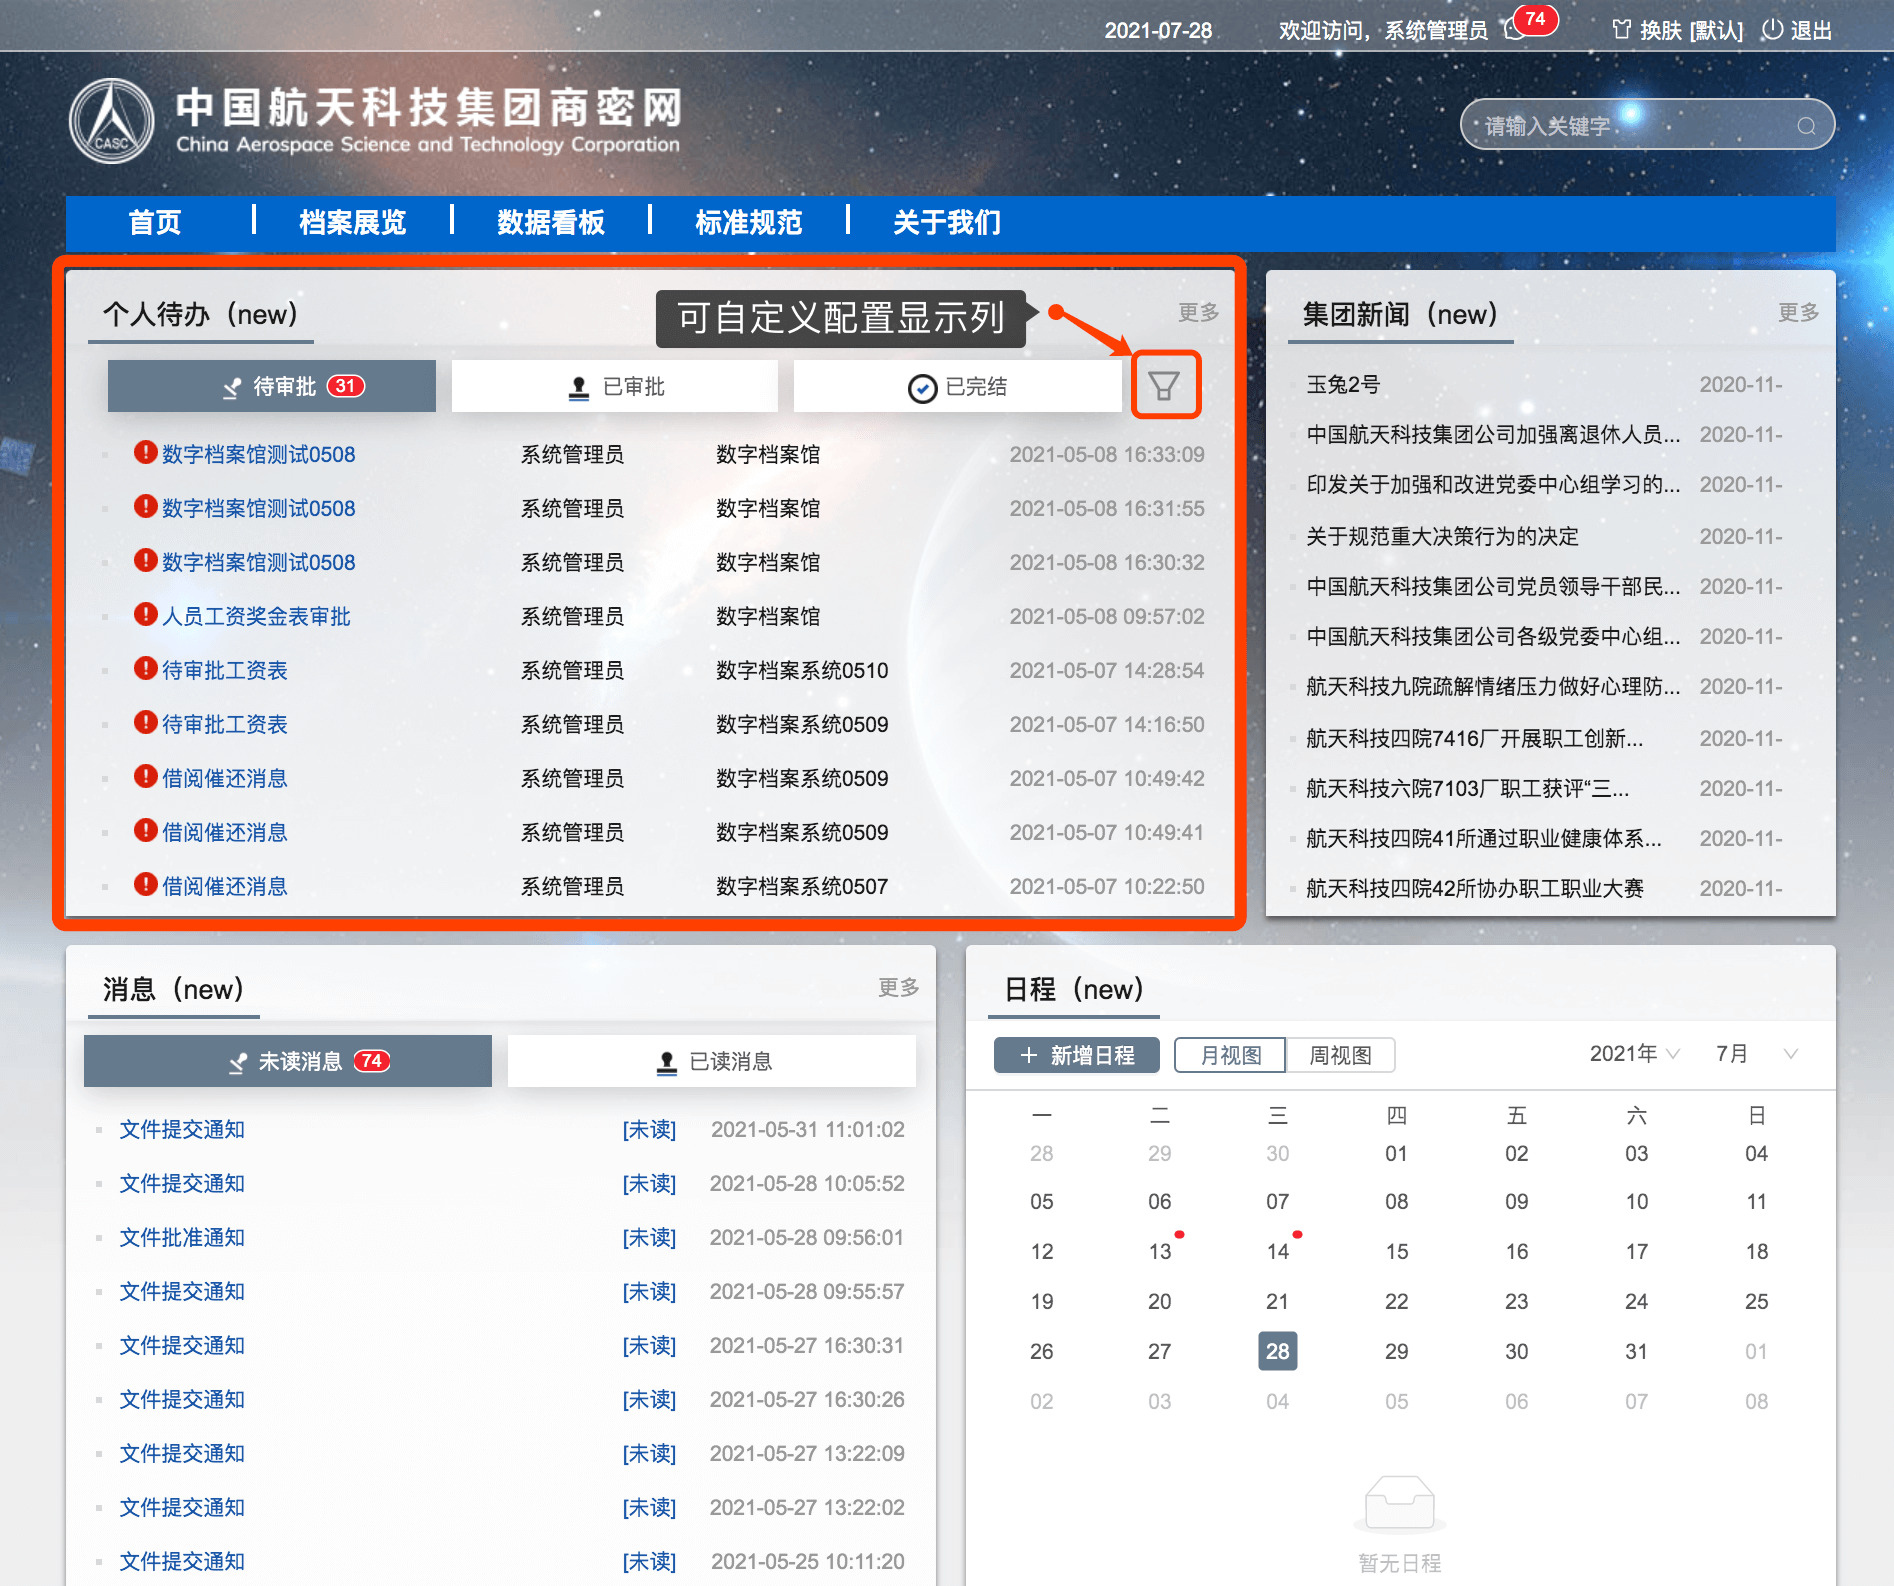 2021-07-28 欢迎访问，系统管理员 74 换肤 [默认] 退出
中国航天科技集团商密网
CASC
China Aerospace Science and Technology Corporation
请输入关键字
首页 档案展览 数据看板 标准规范 关于我们
个人待办（new） 更多
可自定义配置显示列
待审批 31 已审批 已完结
数字档案馆测试0508 系统管理员 数字档案馆 2021-05-08 16:33:09
数字档案馆测试0508 系统管理员 数字档案馆 2021-05-08 16:31:55
数字档案馆测试0508 系统管理员 数字档案馆 2021-05-08 16:30:32
人员工资奖金表审批 系统管理员 数字档案馆 2021-05-08 09:57:02
待审批工资表 系统管理员 数字档案系统0510 2021-05-07 14:28:54
待审批工资表 系统管理员 数字档案系统0509 2021-05-07 14:16:50
借阅催还消息 系统管理员 数字档案系统0509 2021-05-07 10:49:42
借阅催还消息 系统管理员 数字档案系统0509 2021-05-07 10:49:41
借阅催还消息 系统管理员 数字档案系统0507 2021-05-07 10:22:50
集团新闻（new） 更多
玉兔2号 2020-11-
中国航天科技集团公司加强离退休人员... 2020-11-
印发关于加强和改进党委中心组学习的... 2020-11-
关于规范重大决策行为的决定 2020-11-
中国航天科技集团公司党员领导干部民... 2020-11-
中国航天科技集团公司各级党委中心组... 2020-11-
航天科技九院疏解情绪压力做好心理防... 2020-11-
航天科技四院7416厂开展职工创新... 2020-11-
航天科技六院7103厂职工获评“三... 2020-11-
航天科技四院41所通过职业健康体系... 2020-11-
航天科技四院42所协办职工职业大赛 2020-11-
消息（new） 更多
未读消息 74 已读消息
文件提交通知 [未读] 2021-05-31 11:01:02
文件提交通知 [未读] 2021-05-28 10:05:52
文件批准通知 [未读] 2021-05-28 09:56:01
文件提交通知 [未读] 2021-05-28 09:55:57
文件提交通知 [未读] 2021-05-27 16:30:31
文件提交通知 [未读] 2021-05-27 16:30:26
文件提交通知 [未读] 2021-05-27 13:22:09
文件提交通知 [未读] 2021-05-27 13:22:02
文件提交通知 [未读] 2021-05-25 10:11:20
日程（new）
+ 新增日程 月视图 周视图 2021年 7月
一 二 三 四 五 六 日
28 29 30 01 02 03 04
05 06 07 08 09 10 11
12 13 14 15 16 17 18
19 20 21 22 23 24 25
26 27 28 29 30 31 01
02 03 04 05 06 07 08
暂无日程